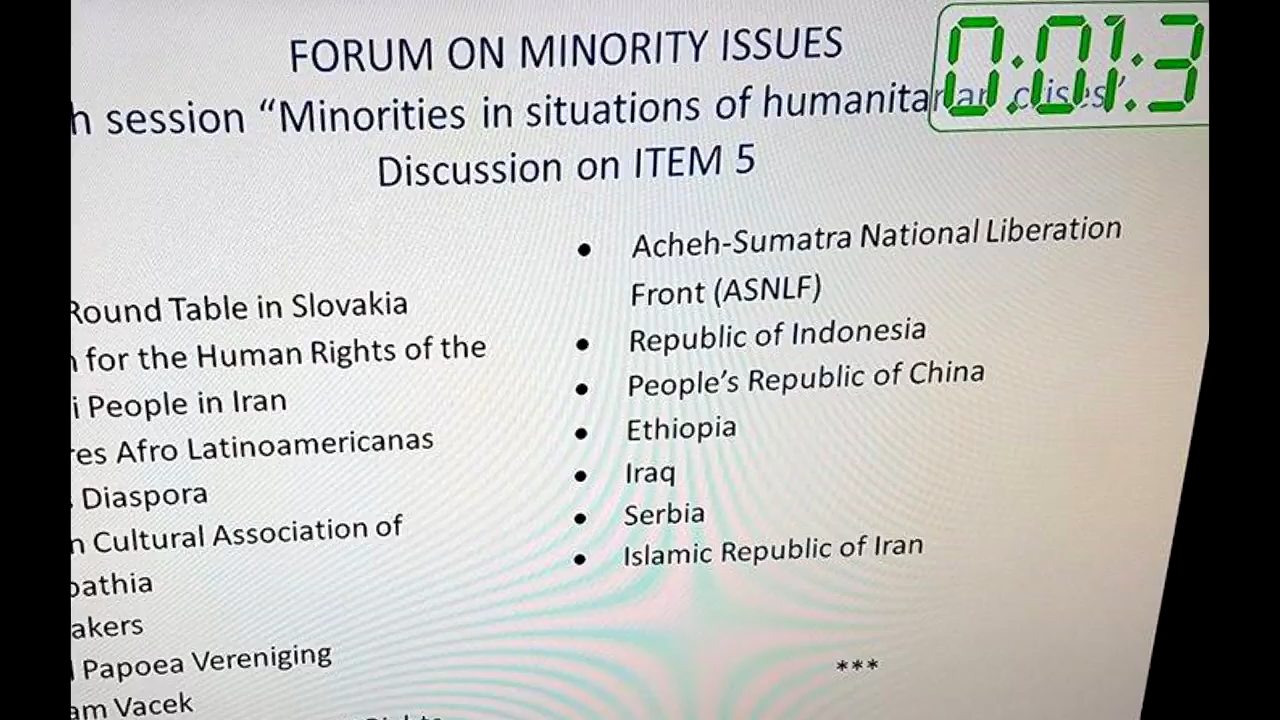 FORUM ON MINORITY ISSUES
h session “Minorities in situations of humanitarian crises”
0:01:3
Discussion on ITEM 5
Round Table in Slovakia
for the Human Rights of the
i People in Iran
es Afro Latinoamericanas
Diaspora
n Cultural Association of
pathia
akers
Papoea Vereniging
am Vacek
• Acheh-Sumatra National Liberation
Front (ASNLF)
• Republic of Indonesia
• People’s Republic of China
• Ethiopia
• Iraq
• Serbia
• Islamic Republic of Iran
***